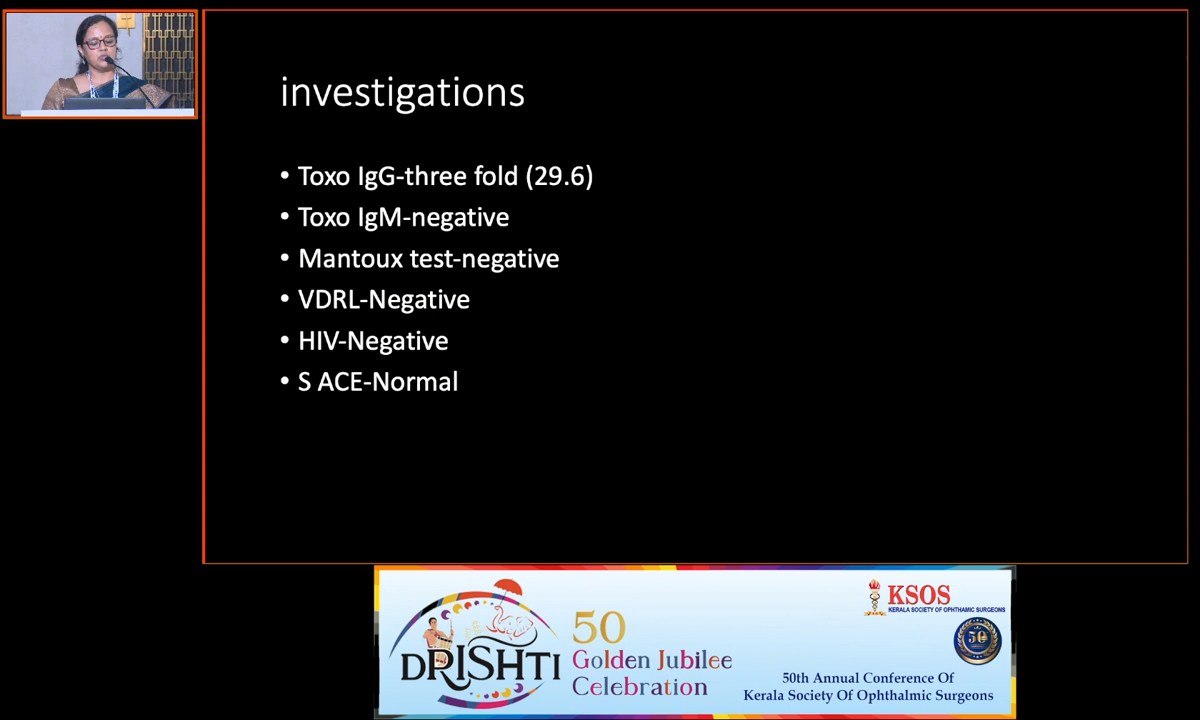 investigations
• Toxo IgG-three fold (29.6)
• Toxo IgM-negative
• Mantoux test-negative
• VDRL-Negative
• HIV-Negative
• S ACE-Normal
DRISHTI
50
Golden Jubilee
Celebration
KSOS
KERALA SOCIETY OF OPHTHAMIC SURGEONS
50
50th Annual Conference Of
Kerala Society Of Ophthalmic Surgeons